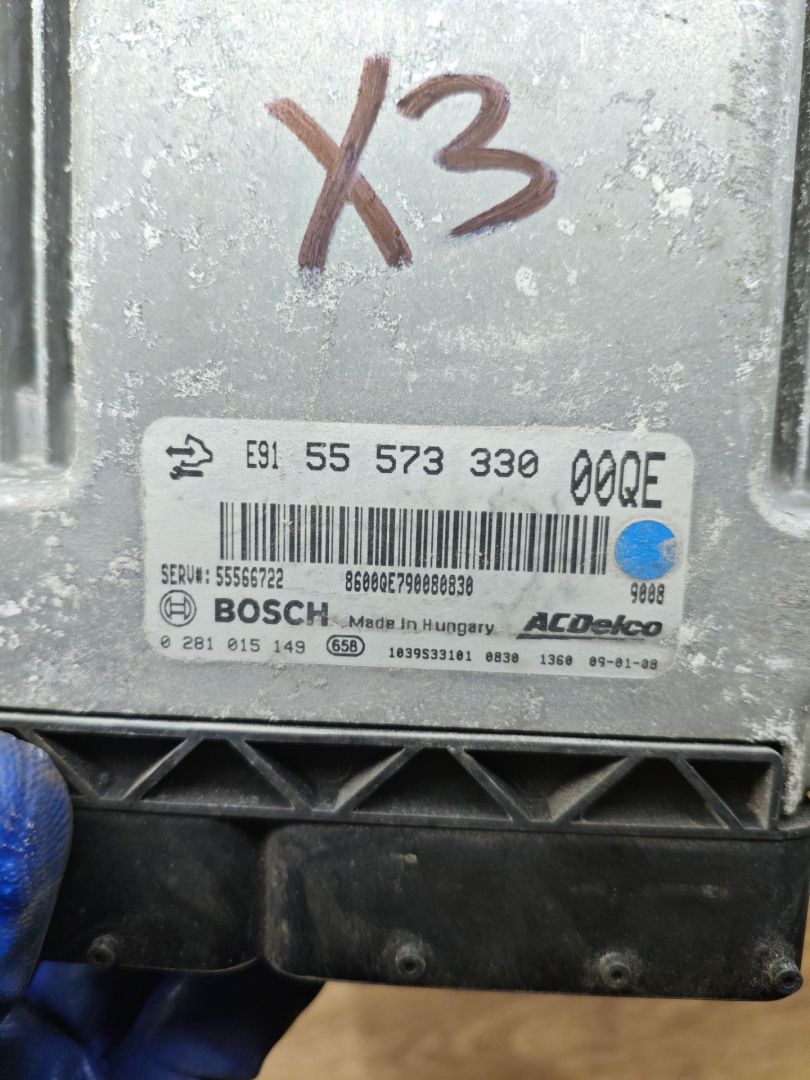 X3
E91 55 573 330 00QE
SERV#: 55566722 8600QE790080830 9008
BOSCH Made in Hungary ACDelco
0 281 015 149 65B 1039S33101 0830 1360 09-01-08